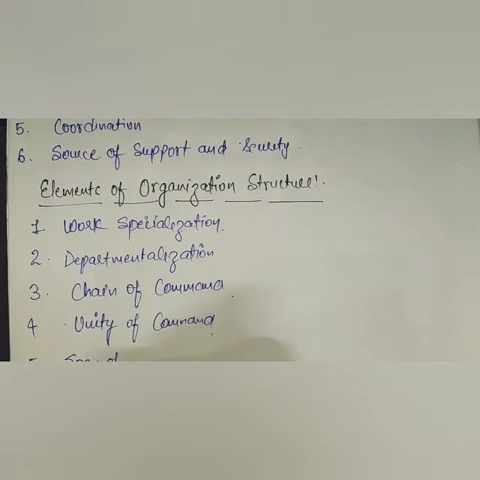 5. Coordination
6. Source of Support and Security.
Elements of Organization Structure:
1 Work Specialization.
2. Departmentalization
3. Chain of Command.
4 Unity of Command
5